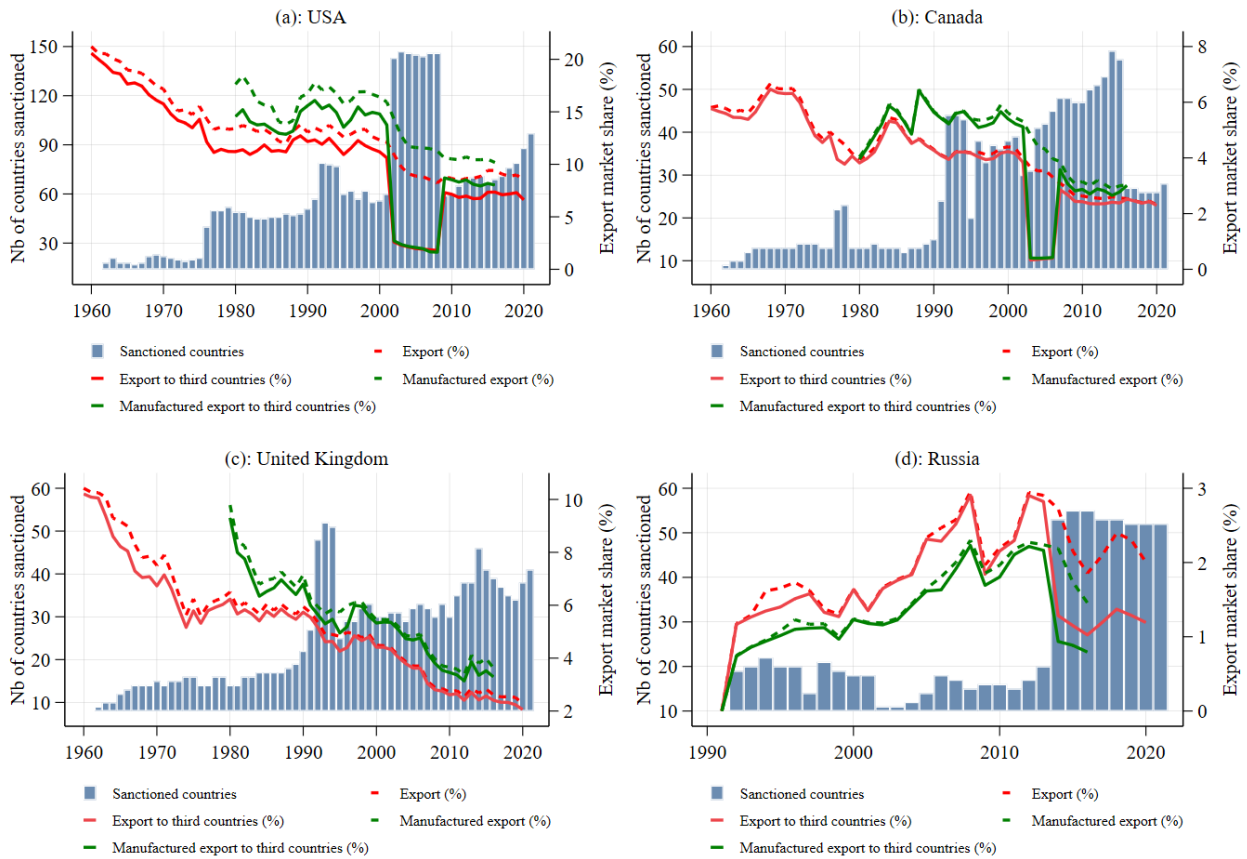 (a): USA
Nb of countries sanctioned
150
120
90
60
30
20
15
10
5
0
Export market share (%)
1960 1970 1980 1990 2000 2010 2020
Sanctioned countries
Export (%)
Export to third countries (%)
Manufactured export (%)
Manufactured export to third countries (%)
(b): Canada
Nb of countries sanctioned
60
50
40
30
20
10
8
6
4
2
0
Export market share (%)
1960 1970 1980 1990 2000 2010 2020
Sanctioned countries
Export (%)
Export to third countries (%)
Manufactured export (%)
Manufactured export to third countries (%)
(c): United Kingdom
Nb of countries sanctioned
60
50
40
30
20
10
10
8
6
4
2
Export market share (%)
1960 1970 1980 1990 2000 2010 2020
Sanctioned countries
Export (%)
Export to third countries (%)
Manufactured export (%)
Manufactured export to third countries (%)
(d): Russia
Nb of countries sanctioned
60
50
40
30
20
10
3
2
1
0
Export market share (%)
1990 2000 2010 2020
Sanctioned countries
Export (%)
Export to third countries (%)
Manufactured export (%)
Manufactured export to third countries (%)